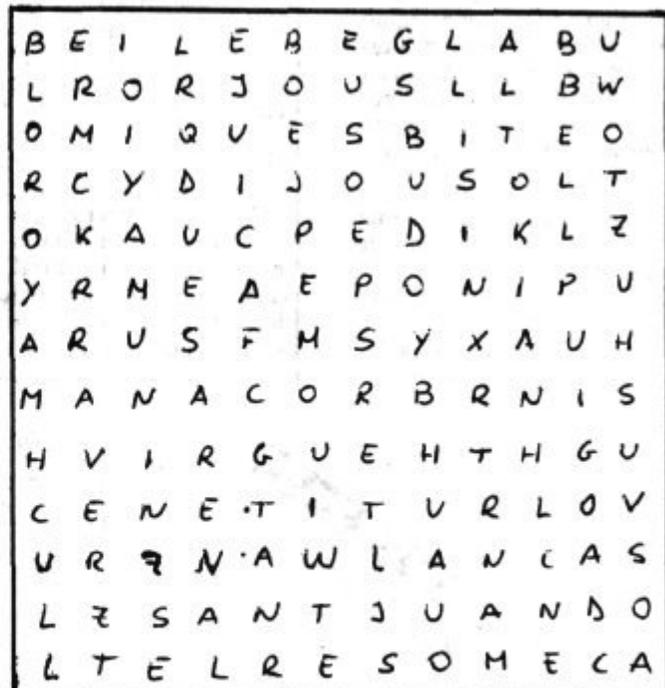 B E I L E B E G L A B U
L R O R J O U S L L B W
O M I Q U E S B I T E O
R C Y D I J O U S O L T
O K A U C P E D I K L Z
Y R M E A E P O N I P U
A R U S F M S Y X A U H
M A N A C O R B R N I S
H V I R G U E H T H G U
C E N E T I T U R L O V
U R N A W L A N C A S
L Z S A N T J U A N D O
L T E L R E S O M E C A